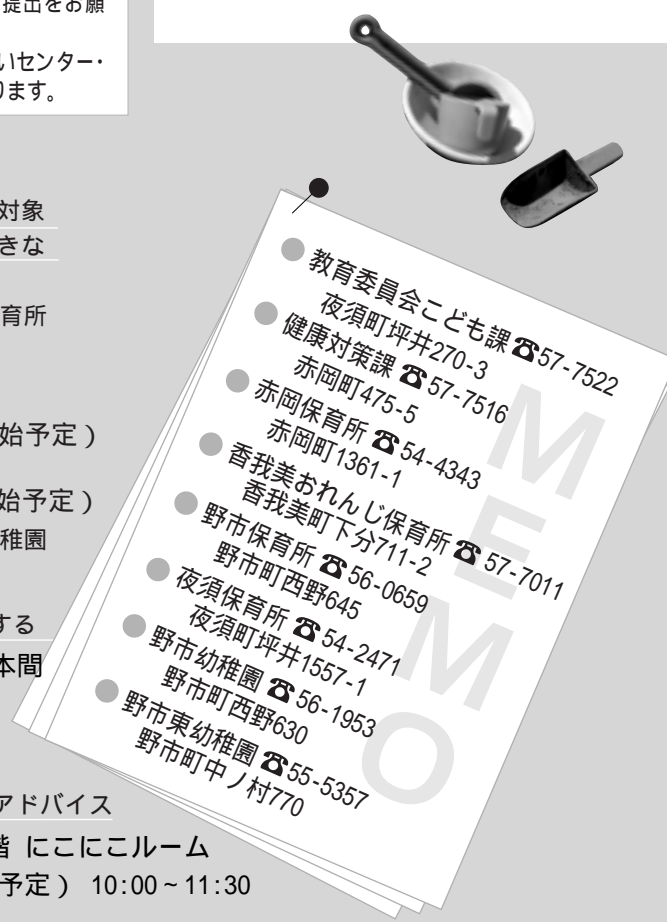 提出をお願
いセンター・
ります。
対象
きな
育所
始予定）
始予定）
稚園
する
本間
アドバイス
階 にこにこルーム
予定） 10:00～11:30
教育委員会こども課☎57-7522
夜須町坪井270-3
健康対策課 ☎57-7516
赤岡町475-5
赤岡保育所 ☎54-4343
赤岡町1361-1
香我美おれんじ保育所 ☎57-7011
香我美町下分711-2
野市保育所 ☎56-0659
野市町西野645
夜須保育所 ☎54-2471
夜須町坪井1557-1
野市幼稚園 ☎56-1953
野市町西野630
野市東幼稚園 ☎55-5357
野市町中ノ村770
MEMO